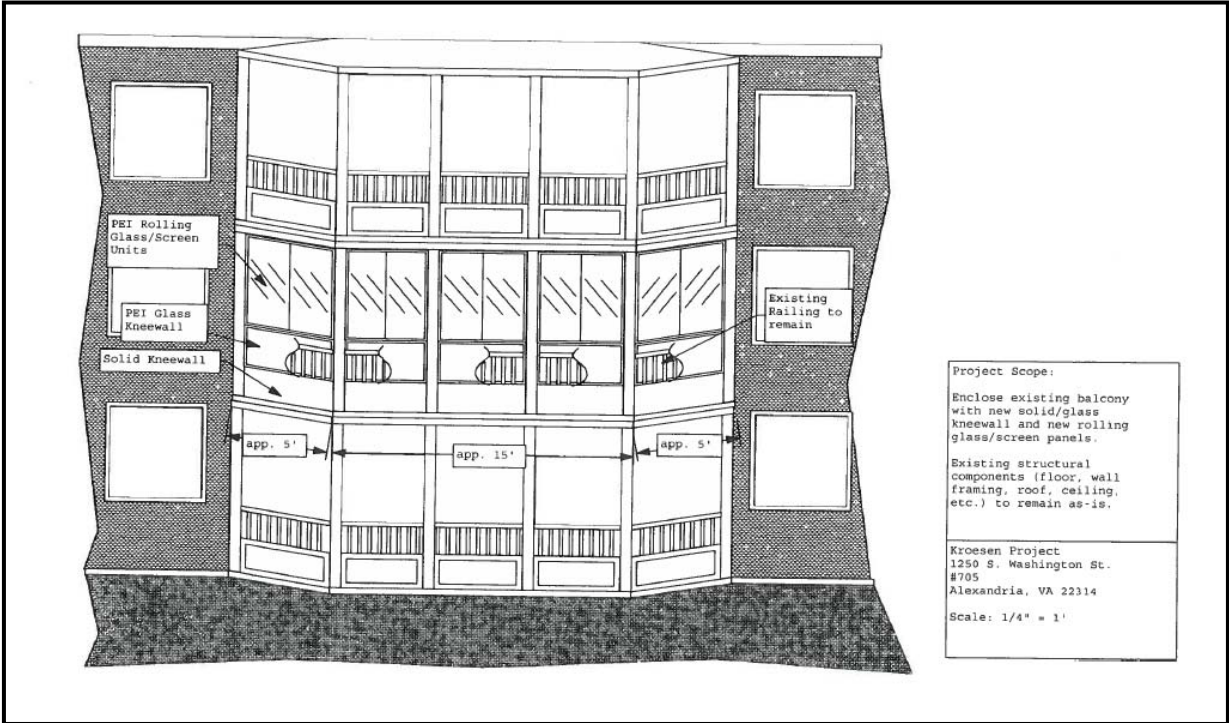 PEI Rolling
Glass/Screen
Units
PEI Glass
Kneewall
Solid Kneewall
Existing
Railing to
remain
app. 5'
app. 15'
app. 5'
Project Scope:
Enclose existing balcony
with new solid/glass
kneewall and new rolling
glass/screen panels.
Existing structural
components (floor, wall
framing, roof, ceiling,
etc.) to remain as-is.
Kroesen Project
1250 S. Washington St.
#705
Alexandria, VA 22314
Scale: 1/4" = 1'